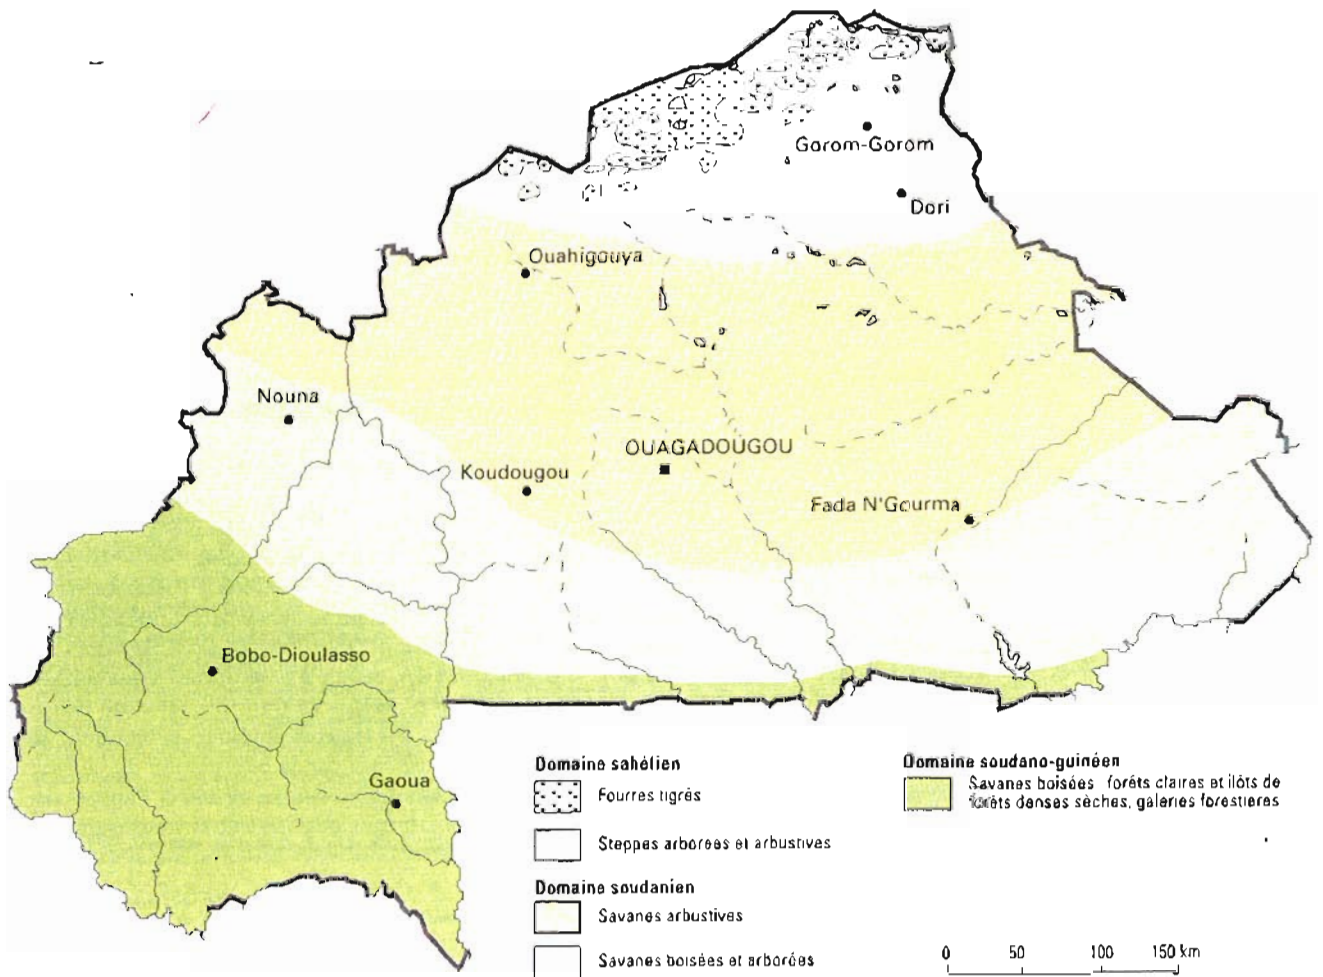 Gorom-Gorom
Dori
Ouahigouya
Nouna
OUAGADOUGOU
Koudougou
Fada N'Gourma
Bobo-Dioulasso
Gaoua
Domaine sahélien
Fourres tigrés
Steppes arborees et arbustives
Domaine soudanien
Savanes arbustives
Savanes boisées et arborées
Domaine soudano-guinéen
Savanes boisées forêts claires et ilôts de
forêts denses sèches, galeries forestieres
0 50 100 150 km